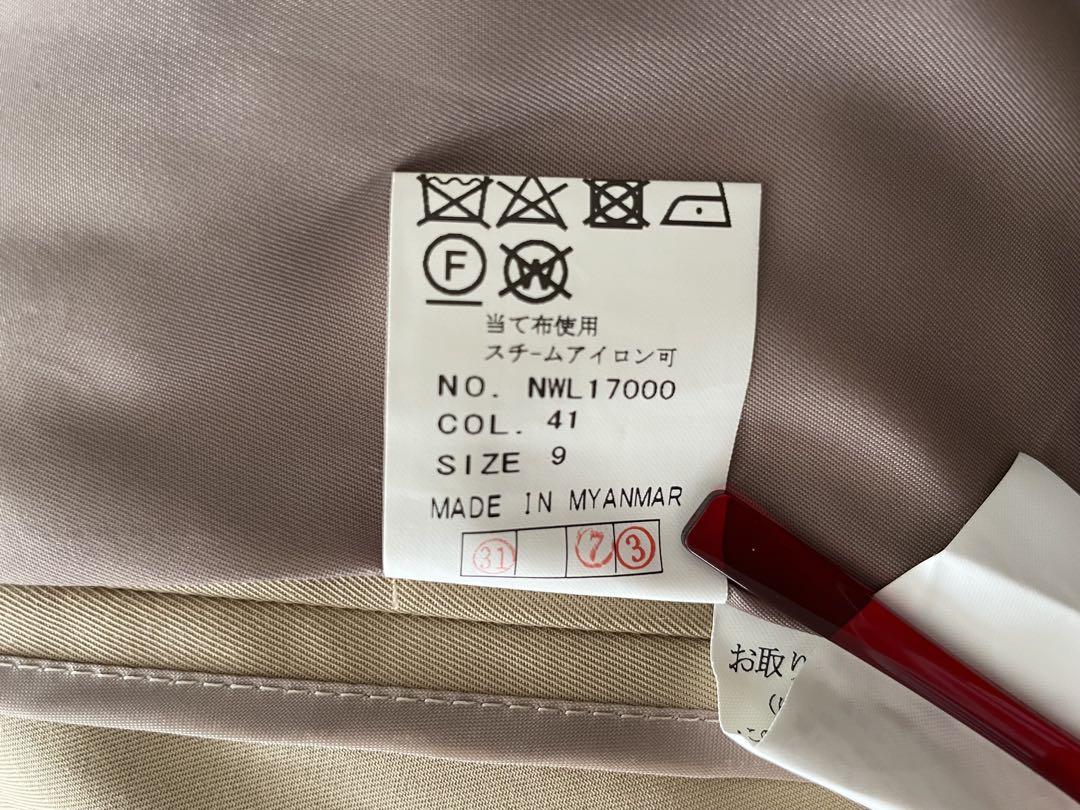 F W
当て布使用
スチームアイロン可
NO. NWL17000
COL. 41
SIZE 9
MADE IN MYANMAR
31 7 3
お取り